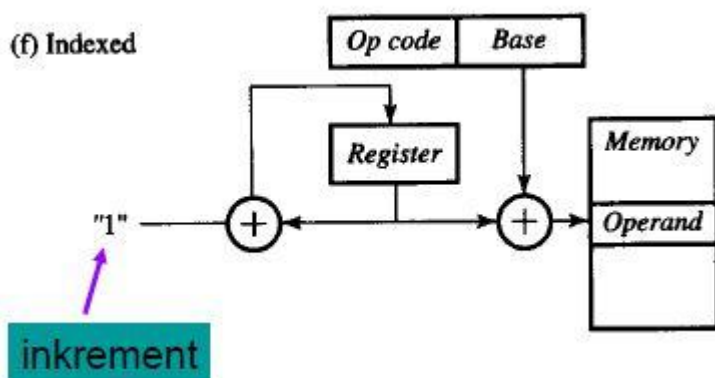 (f) Indexed
Op code Base
Register
Memory
"1"
+
+
Operand
inkrement